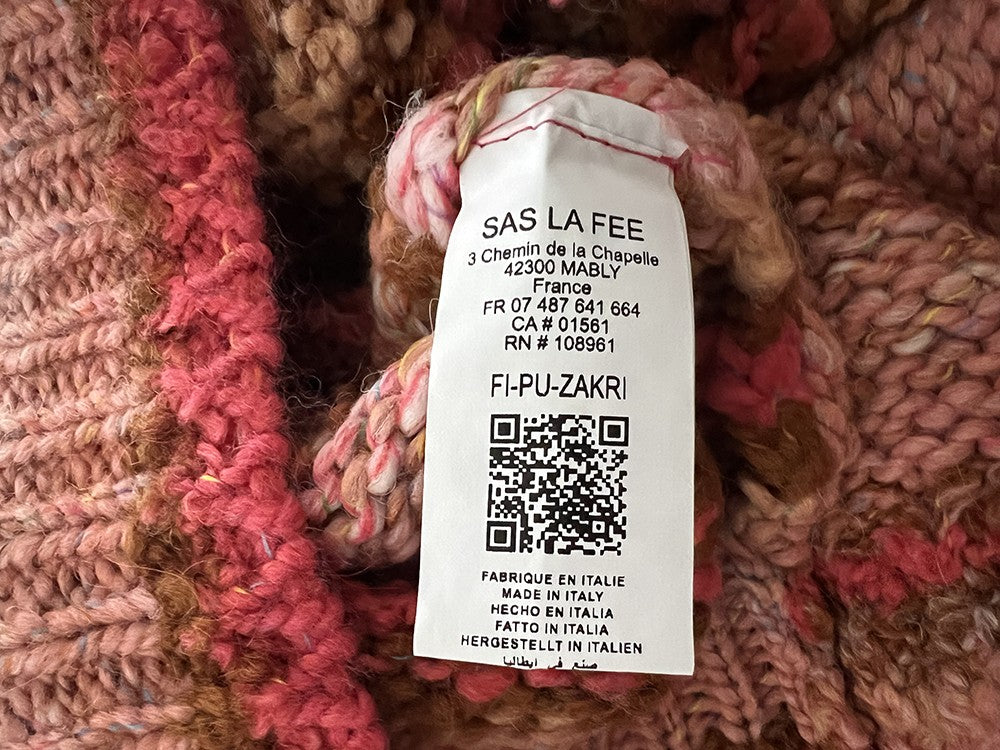 SAS LA FEE
3 Chemin de la Chapelle
42300 MABLY
France
FR 07 487 641 664
CA # 01561
RN # 108961
FI-PU-ZAKRI
FABRIQUE EN ITALIE
MADE IN ITALY
HECHO EN ITALIA
FATTO IN ITALIA
HERGESTELLT IN ITALIEN
صنع في ايطاليا